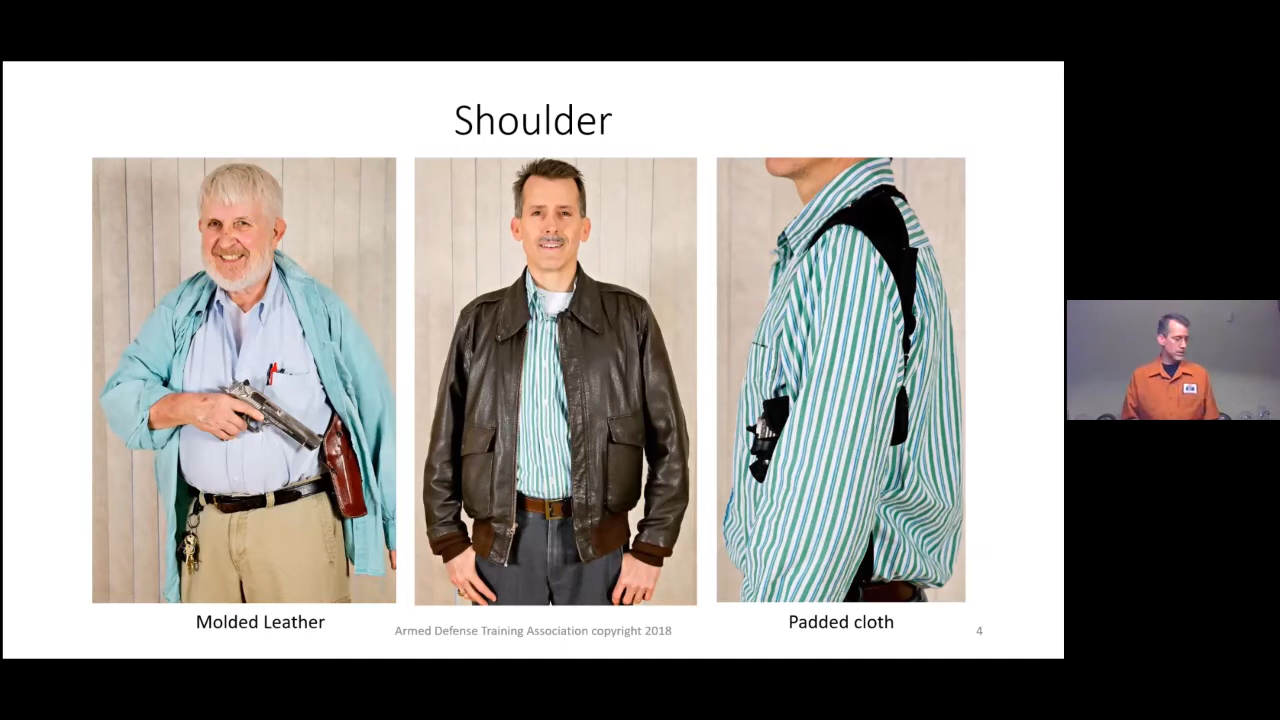 Shoulder
Molded Leather
Padded cloth
Armed Defense Training Association copyright 2018
4